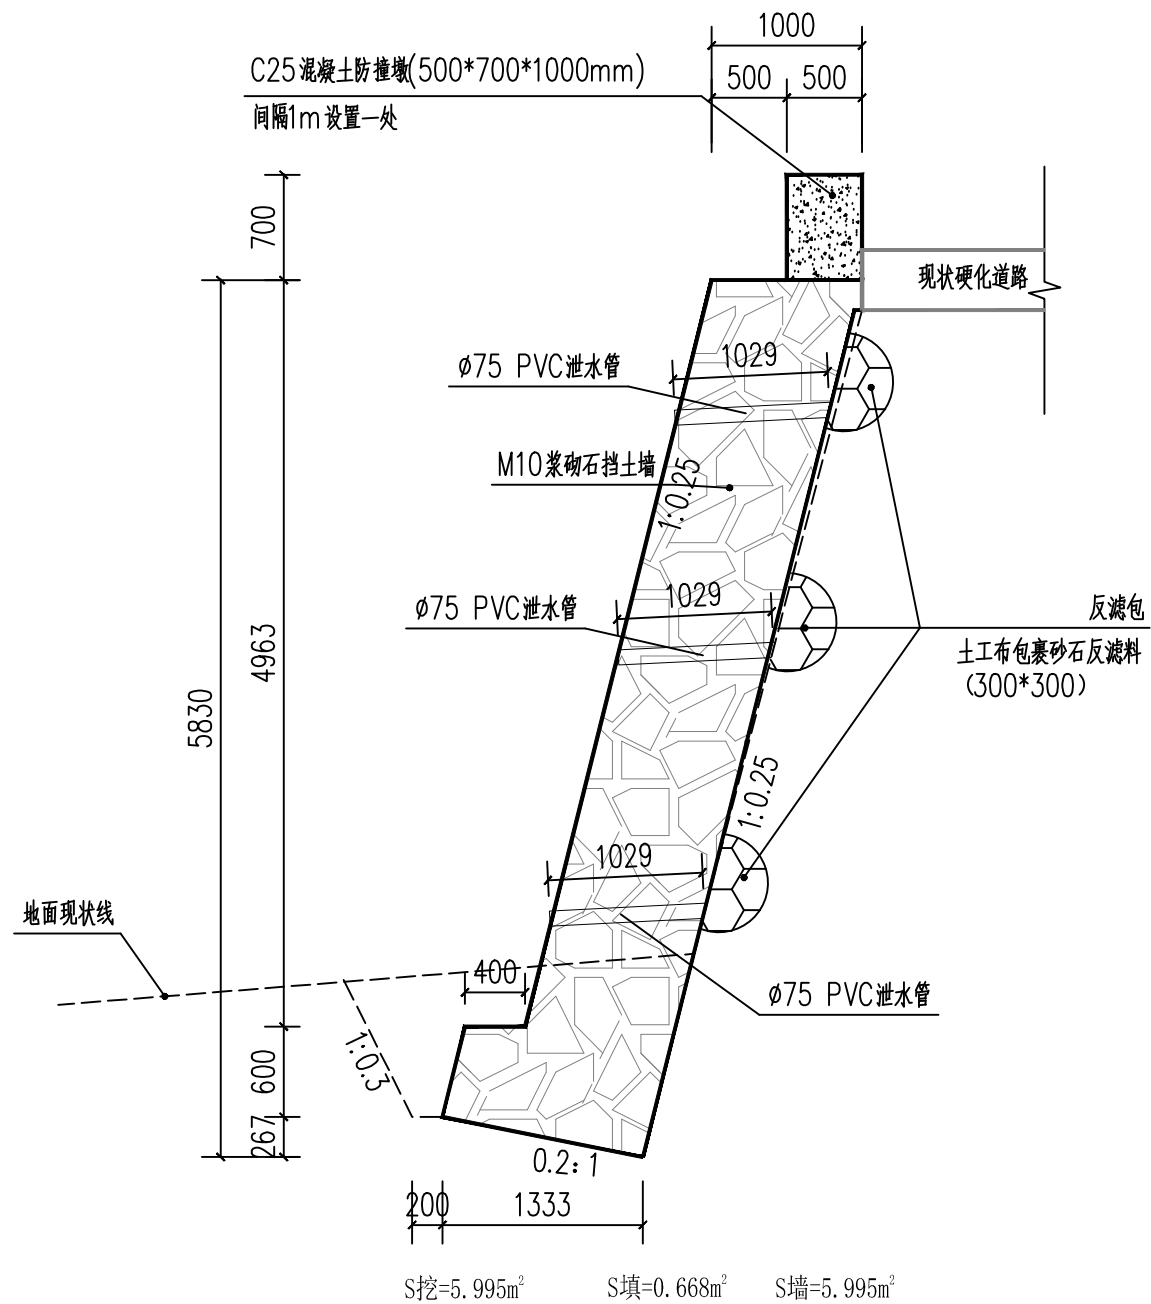 1000
500
500
C25混凝土防撞墩(500*700*1000mm)
间隔1m设置一处
700
现状硬化道路
1029
ø75 PVC泄水管
M10浆砌石挡土墙
1:0.25
1029
ø75 PVC泄水管
反滤包
土工布包裹砂石反滤料
(300*300)
4963
5830
1:0.25
1029
地面现状线
400
ø75 PVC泄水管
1:0.3
600
267
0.2:1
200
1333
S挖=5.995m²
S填=0.668m²
S墙=5.995m²